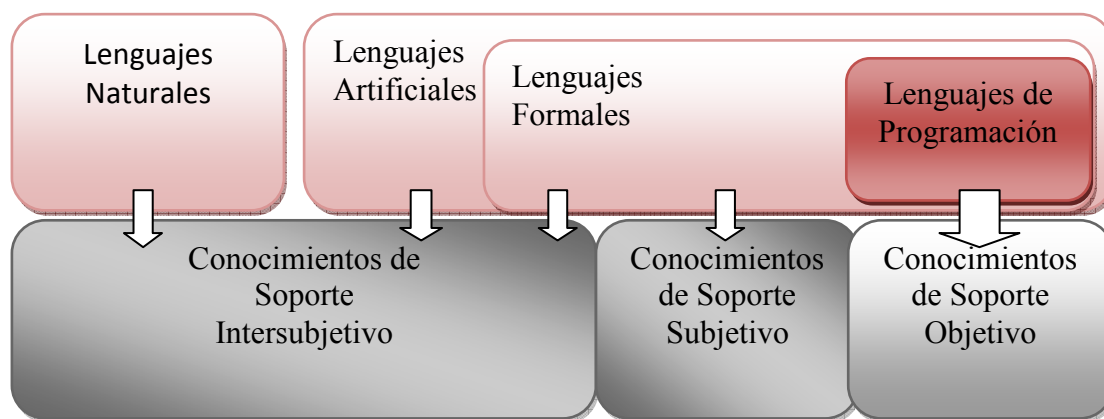 Lenguajes
Naturales
Lenguajes
Artificiales
Lenguajes
Formales
Lenguajes de
Programación
Conocimientos de
Soporte
Intersubjetivo
Conocimientos
de Soporte
Subjetivo
Conocimientos
de Soporte
Objetivo